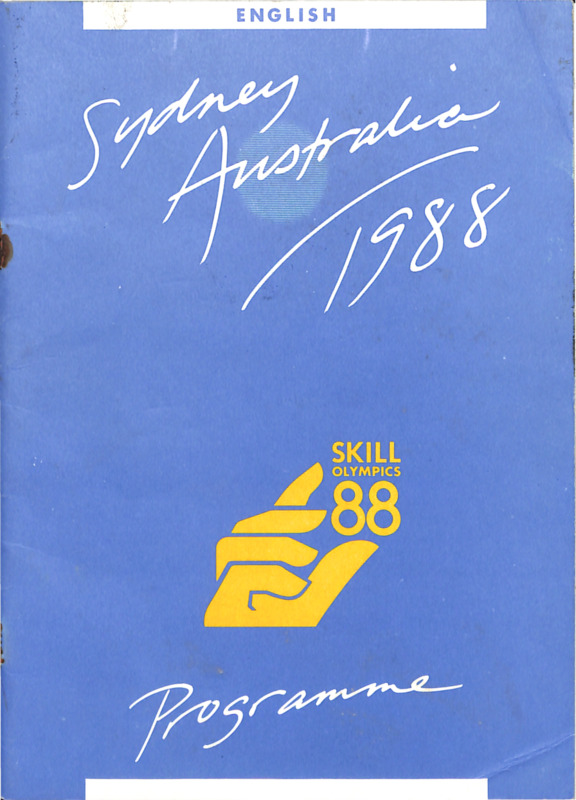 ENGLISH
Sydney
Australia
1988
SKILL
OLYMPICS
88
Programme